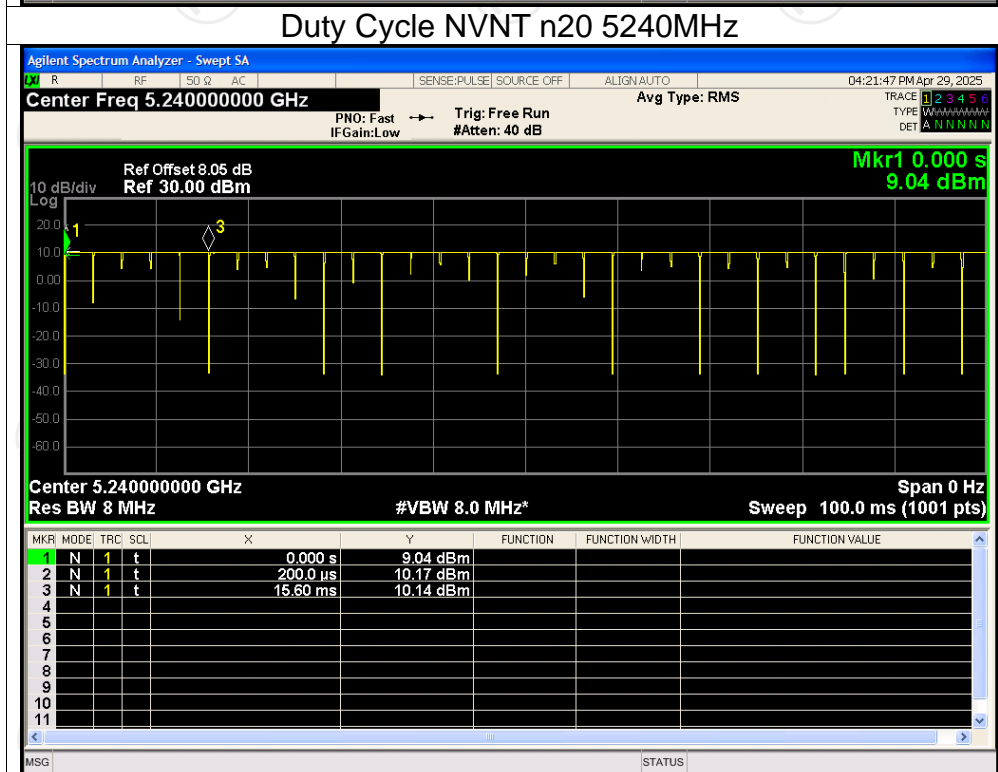 Duty Cycle NVNT n20 5240MHz
Agilent Spectrum Analyzer - Swept SA
LXI R RF 50 Ω AC SENSE:PULSE SOURCE OFF ALIGN AUTO 04:21:47 PM Apr 29, 2025
Center Freq 5.240000000 GHz
PNO: Fast
IFGain:Low
Trig: Free Run
#Atten: 40 dB
Avg Type: RMS
TRACE 1 2 3 4 5 6
TYPE WWWWWW
DET A N N N N N
Mkr1 0.000 s
9.04 dBm
Ref Offset 8.05 dB
10 dB/div Ref 30.00 dBm
Log
20.0
10.0
0.00
-10.0
-20.0
-30.0
-40.0
-50.0
-60.0
1
3
Center 5.240000000 GHz Span 0 Hz
Res BW 8 MHz #VBW 8.0 MHz* Sweep 100.0 ms (1001 pts)
MKR MODE TRC SCL X Y FUNCTION FUNCTION WIDTH FUNCTION VALUE
1 N 1 t 0.000 s 9.04 dBm
2 N 1 t 200.0 µs 10.17 dBm
3 N 1 t 15.60 ms 10.14 dBm
4
5
6
7
8
9
10
11
MSG STATUS